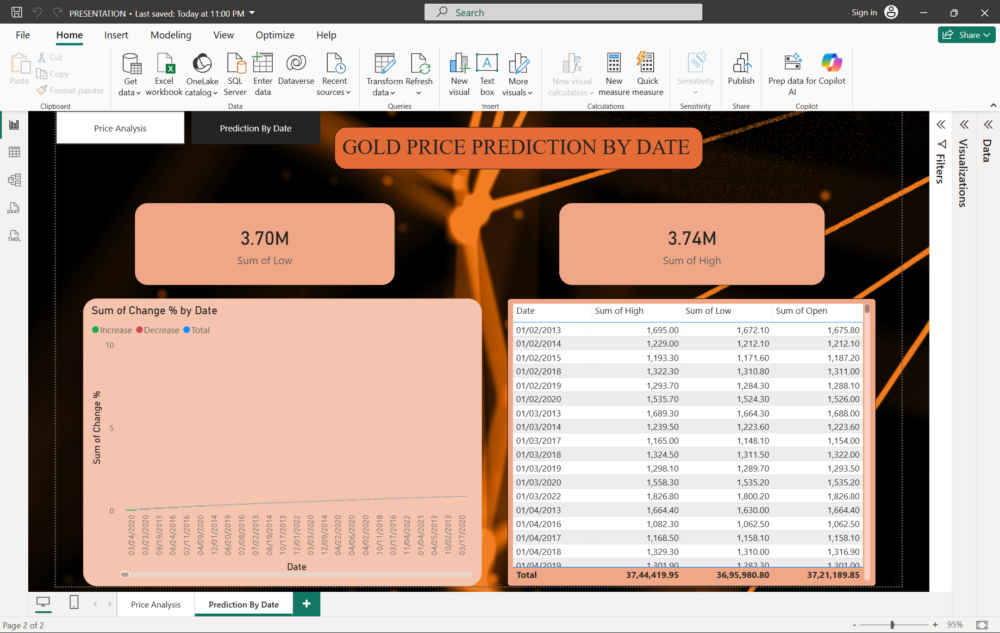 PRESENTATION • Last saved: Today at 11:00 PM
Search
Sign in
File Home Insert Modeling View Optimize Help
Share
Paste
Cut
Copy
Format painter
Clipboard
Get data
Excel workbook
OneLake catalog
SQL Server
Enter data
Dataverse
Recent sources
Data
Transform data
Refresh
Queries
New visual
Text box
More visuals
Insert
New visual calculation
New measure
Quick measure
Calculations
Sensitivity
Sensitivity
Publish
Share
Prep data for AI
Copilot
Copilot
DAX
TMDL
Price Analysis
Prediction By Date
GOLD PRICE PREDICTION BY DATE
Filters
Visualizations
Data
3.70M
Sum of Low
3.74M
Sum of High
Sum of Change % by Date
Increase Decrease Total
Sum of Change %
10
5
0
03/24/2020
03/23/2020
09/19/2013
06/24/2016
02/11/2016
04/09/2020
12/01/2014
06/20/2019
02/08/2016
07/22/2013
06/19/2014
10/17/2013
12/01/2022
03/03/2020
12/09/2014
04/22/2020
04/06/2020
04/02/2020
10/11/2018
03/17/2016
11/04/2022
01/04/2021
04/25/2013
10/02/2013
03/17/2020
Date
Date Sum of High Sum of Low Sum of Open
01/02/2013 1,695.00 1,672.10 1,675.80
01/02/2014 1,229.00 1,212.10 1,212.10
01/02/2015 1,193.30 1,171.60 1,187.20
01/02/2018 1,322.30 1,310.80 1,311.00
01/02/2019 1,293.70 1,284.30 1,288.10
01/02/2020 1,535.70 1,524.30 1,526.00
01/03/2013 1,689.30 1,664.30 1,688.00
01/03/2014 1,239.50 1,223.60 1,223.60
01/03/2017 1,165.00 1,148.10 1,154.00
01/03/2018 1,324.50 1,311.50 1,322.00
01/03/2019 1,298.10 1,289.70 1,293.50
01/03/2020 1,558.30 1,535.20 1,535.20
01/03/2022 1,826.80 1,800.20 1,826.80
01/04/2013 1,664.40 1,630.00 1,664.40
01/04/2016 1,082.30 1,062.50 1,062.50
01/04/2017 1,168.50 1,158.10 1,158.10
01/04/2018 1,329.30 1,310.00 1,316.90
01/04/2019 1,301.90 1,282.30 1,301.00
Total 37,44,419.95 36,95,980.80 37,21,189.85
Price Analysis
Prediction By Date
+
Page 2 of 2
- + 95%